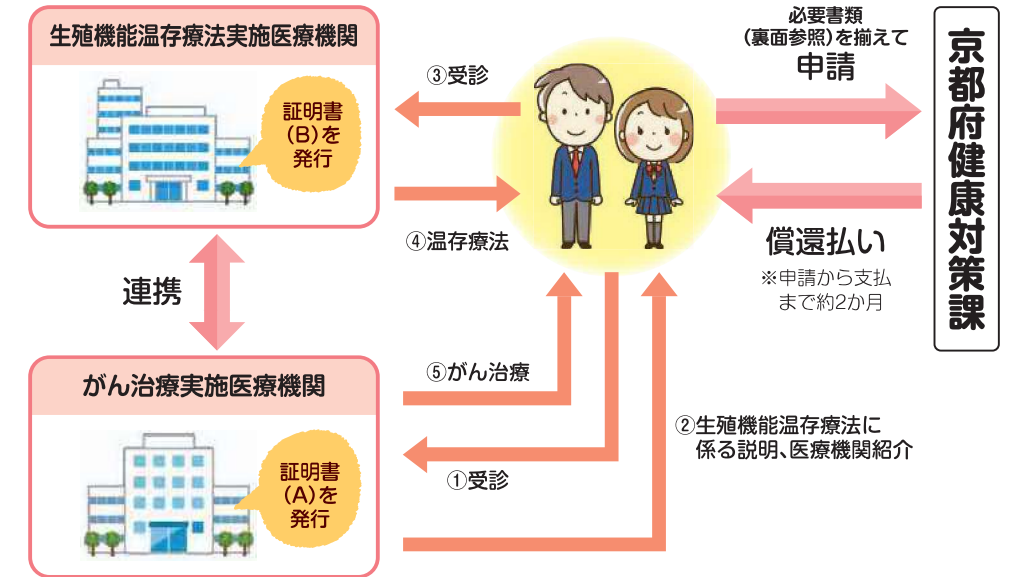 生殖機能温存療法実施医療機関
証明書
（B）を
発行
③受診
④温存療法
必要書類
（裏面参照）を揃えて
申請
償還払い
※申請から支払
まで約2か月
京都府健康対策課
連携
がん治療実施医療機関
証明書
（A）を
発行
⑤がん治療
①受診
②生殖機能温存療法に
係る説明、医療機関紹介